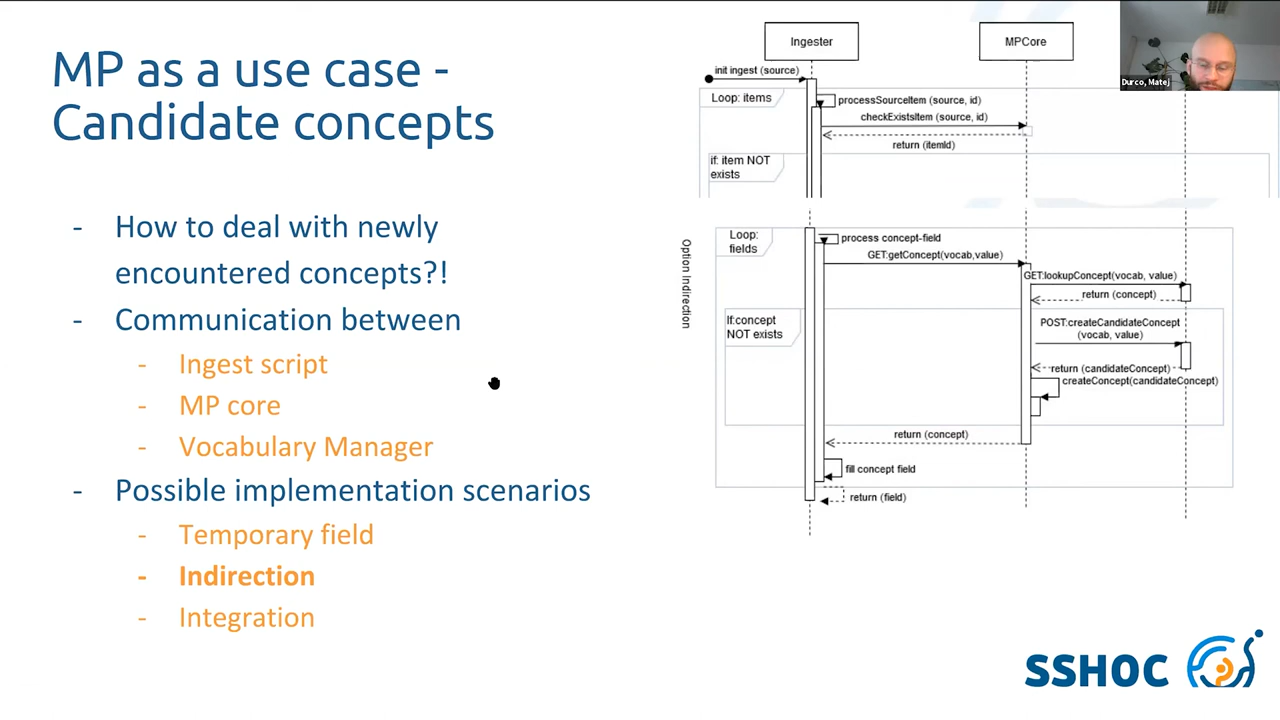 MP as a use case -
Candidate concepts
- How to deal with newly
encountered concepts?!
- Communication between
- Ingest script
- MP core
- Vocabulary Manager
- Possible implementation scenarios
- Temporary field
- Indirection
- Integration
Ingester
MPCore
init ingest (source)
Loop: items
processSourceItem (source, id)
checkExistsItem (source, id)
return (itemId)
if: item NOT
exists
Option Indirection
Loop:
fields
process concept-field
GET:getConcept(vocab,value)
GET:lookupConcept(vocab, value)
return (concept)
If:concept
NOT exists
POST:createCandidateConcept
(vocab, value)
return (candidateConcept)
createConcept(candidateConcept)
return (concept)
fill concept field
return (field)
Durco, Matej
SSHOC